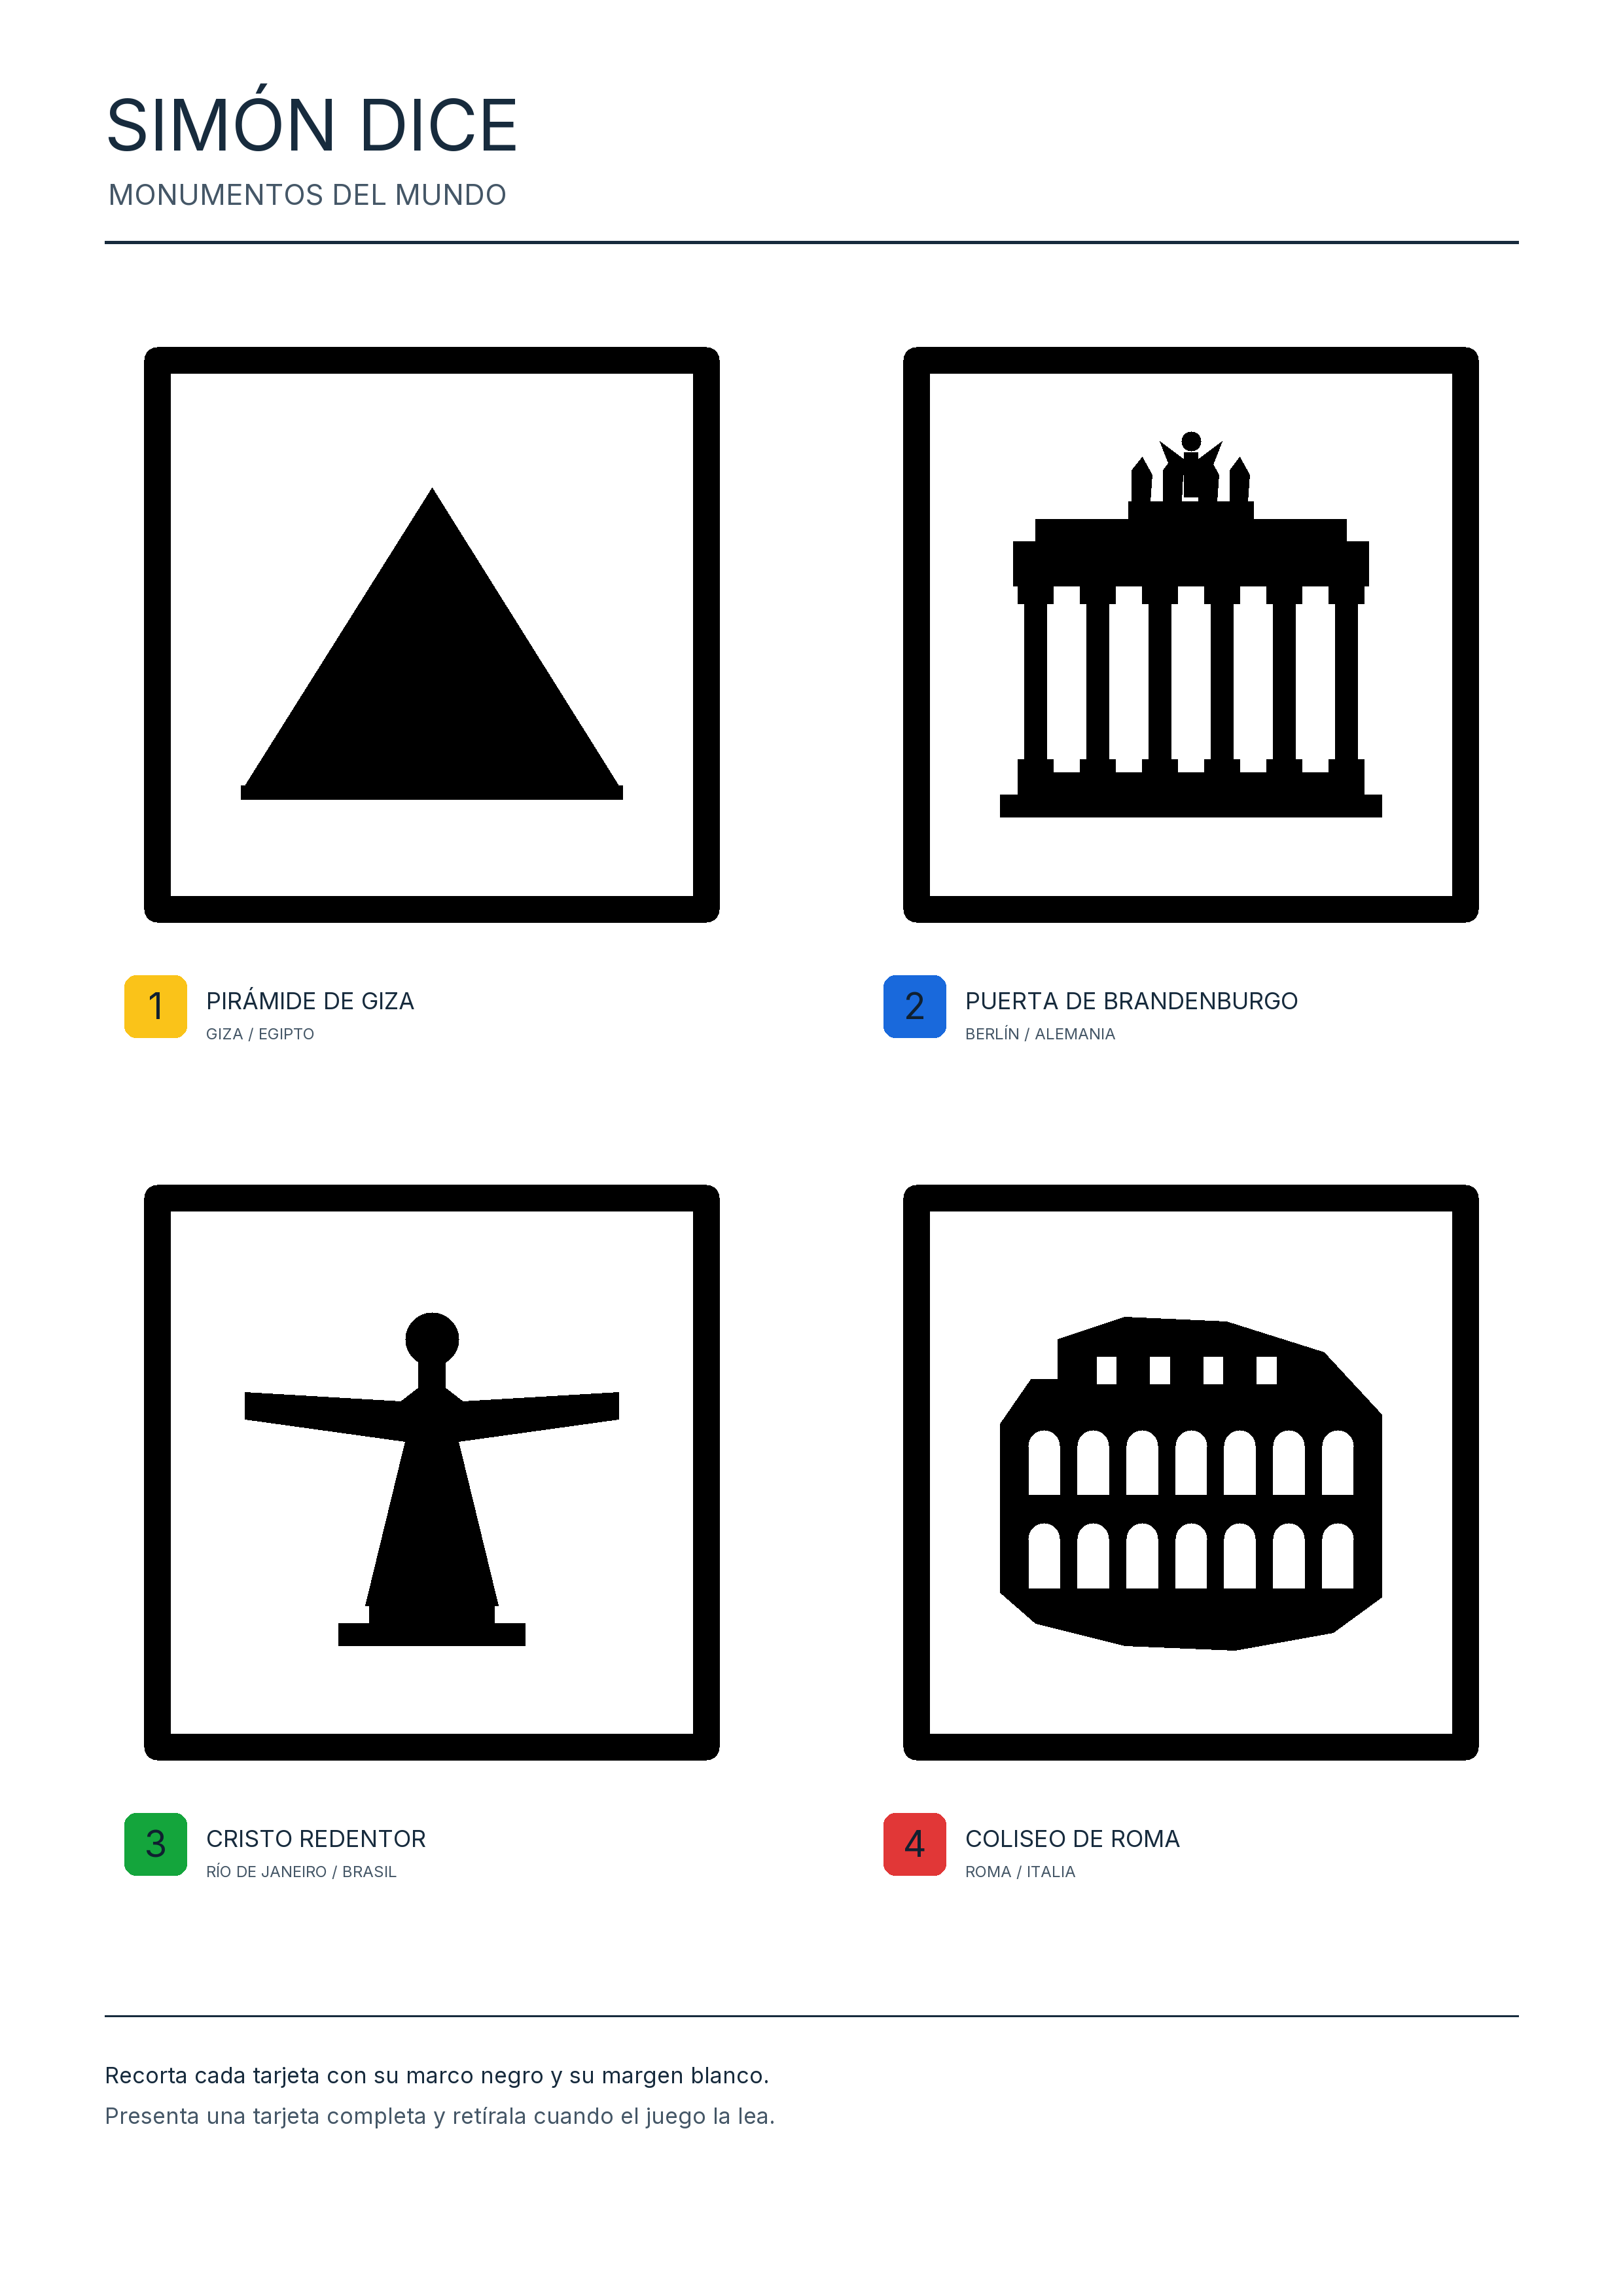 SIMÓN DICE
MONUMENTOS DEL MUNDO
1
PIRÁMIDE DE GIZA
GIZA / EGIPTO
2
PUERTA DE BRANDENBURGO
BERLÍN / ALEMANIA
3
CRISTO REDENTOR
RÍO DE JANEIRO / BRASIL
4
COLISEO DE ROMA
ROMA / ITALIA
Recorta cada tarjeta con su marco negro y su margen blanco.
Presenta una tarjeta completa y retírala cuando el juego la lea.